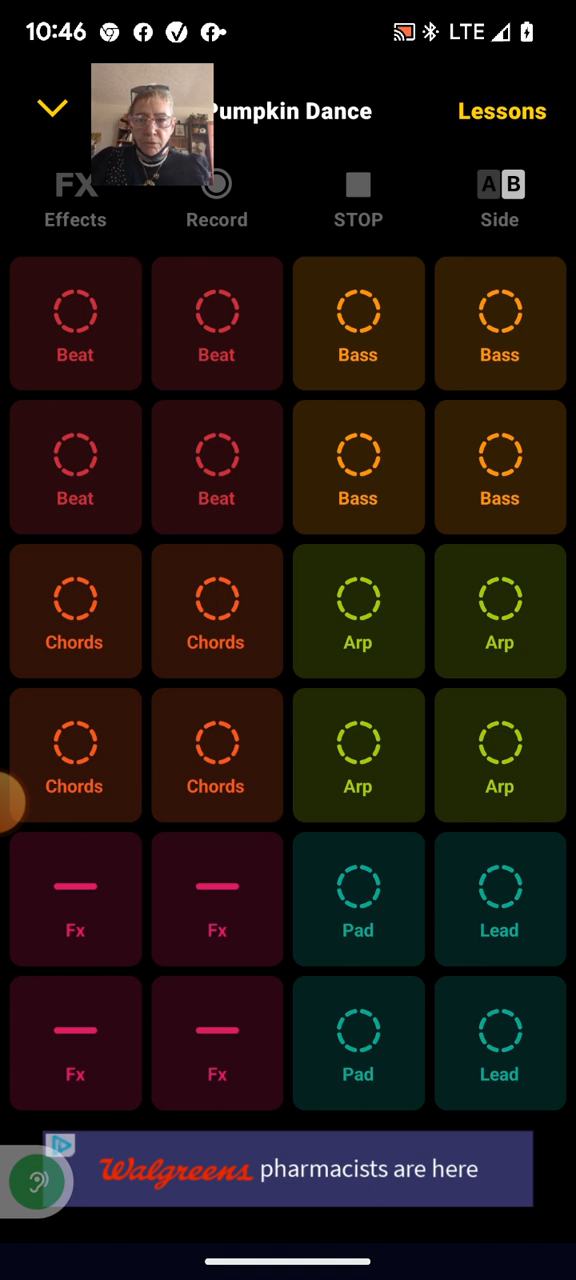 10:46
LTE
Pumpkin Dance
Lessons
FX
A B
Effects
Record
STOP
Side
Beat
Beat
Bass
Bass
Beat
Beat
Bass
Bass
Chords
Chords
Arp
Arp
Chords
Chords
Arp
Arp
Fx
Fx
Pad
Lead
Fx
Fx
Pad
Lead
Walgreens pharmacists are here